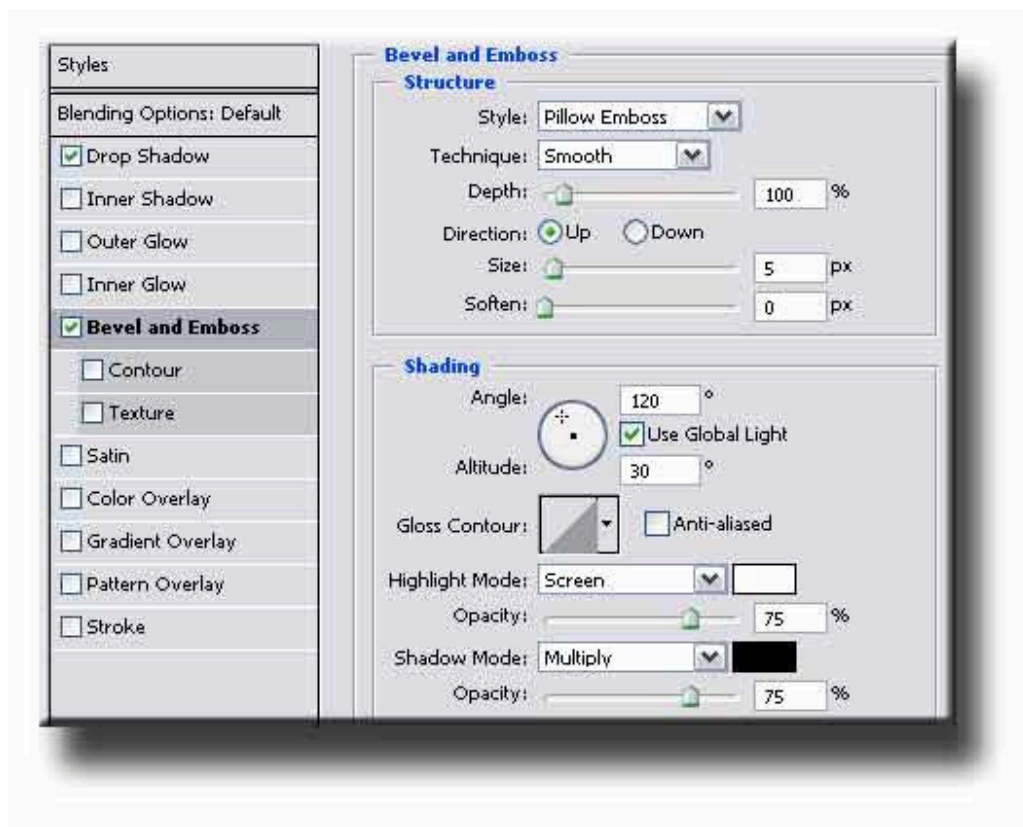 Styles
Blending Options: Default
Drop Shadow
Inner Shadow
Outer Glow
Inner Glow
Bevel and Emboss
Contour
Texture
Satin
Color Overlay
Gradient Overlay
Pattern Overlay
Stroke
Bevel and Emboss
Structure
Style: Pillow Emboss
Technique: Smooth
Depth: 100 %
Direction: Up Down
Size: 5 px
Soften: 0 px
Shading
Angle: 120 °
Use Global Light
Altitude: 30 °
Gloss Contour: Anti-aliased
Highlight Mode: Screen
Opacity: 75 %
Shadow Mode: Multiply
Opacity: 75 %